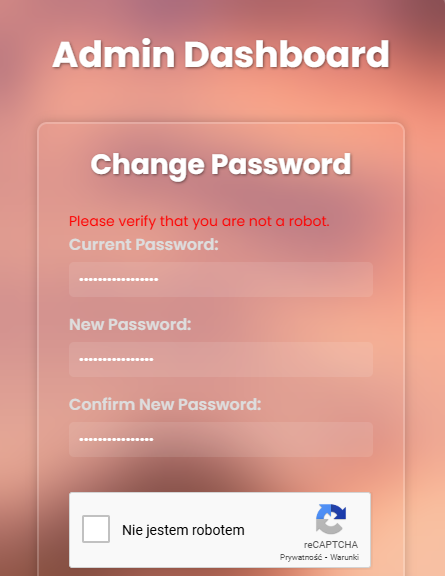 Admin Dashboard
Change Password
Please verify that you are not a robot.
Current Password:
New Password:
Confirm New Password:
Nie jestem robotem
reCAPTCHA
Prywatność - Warunki